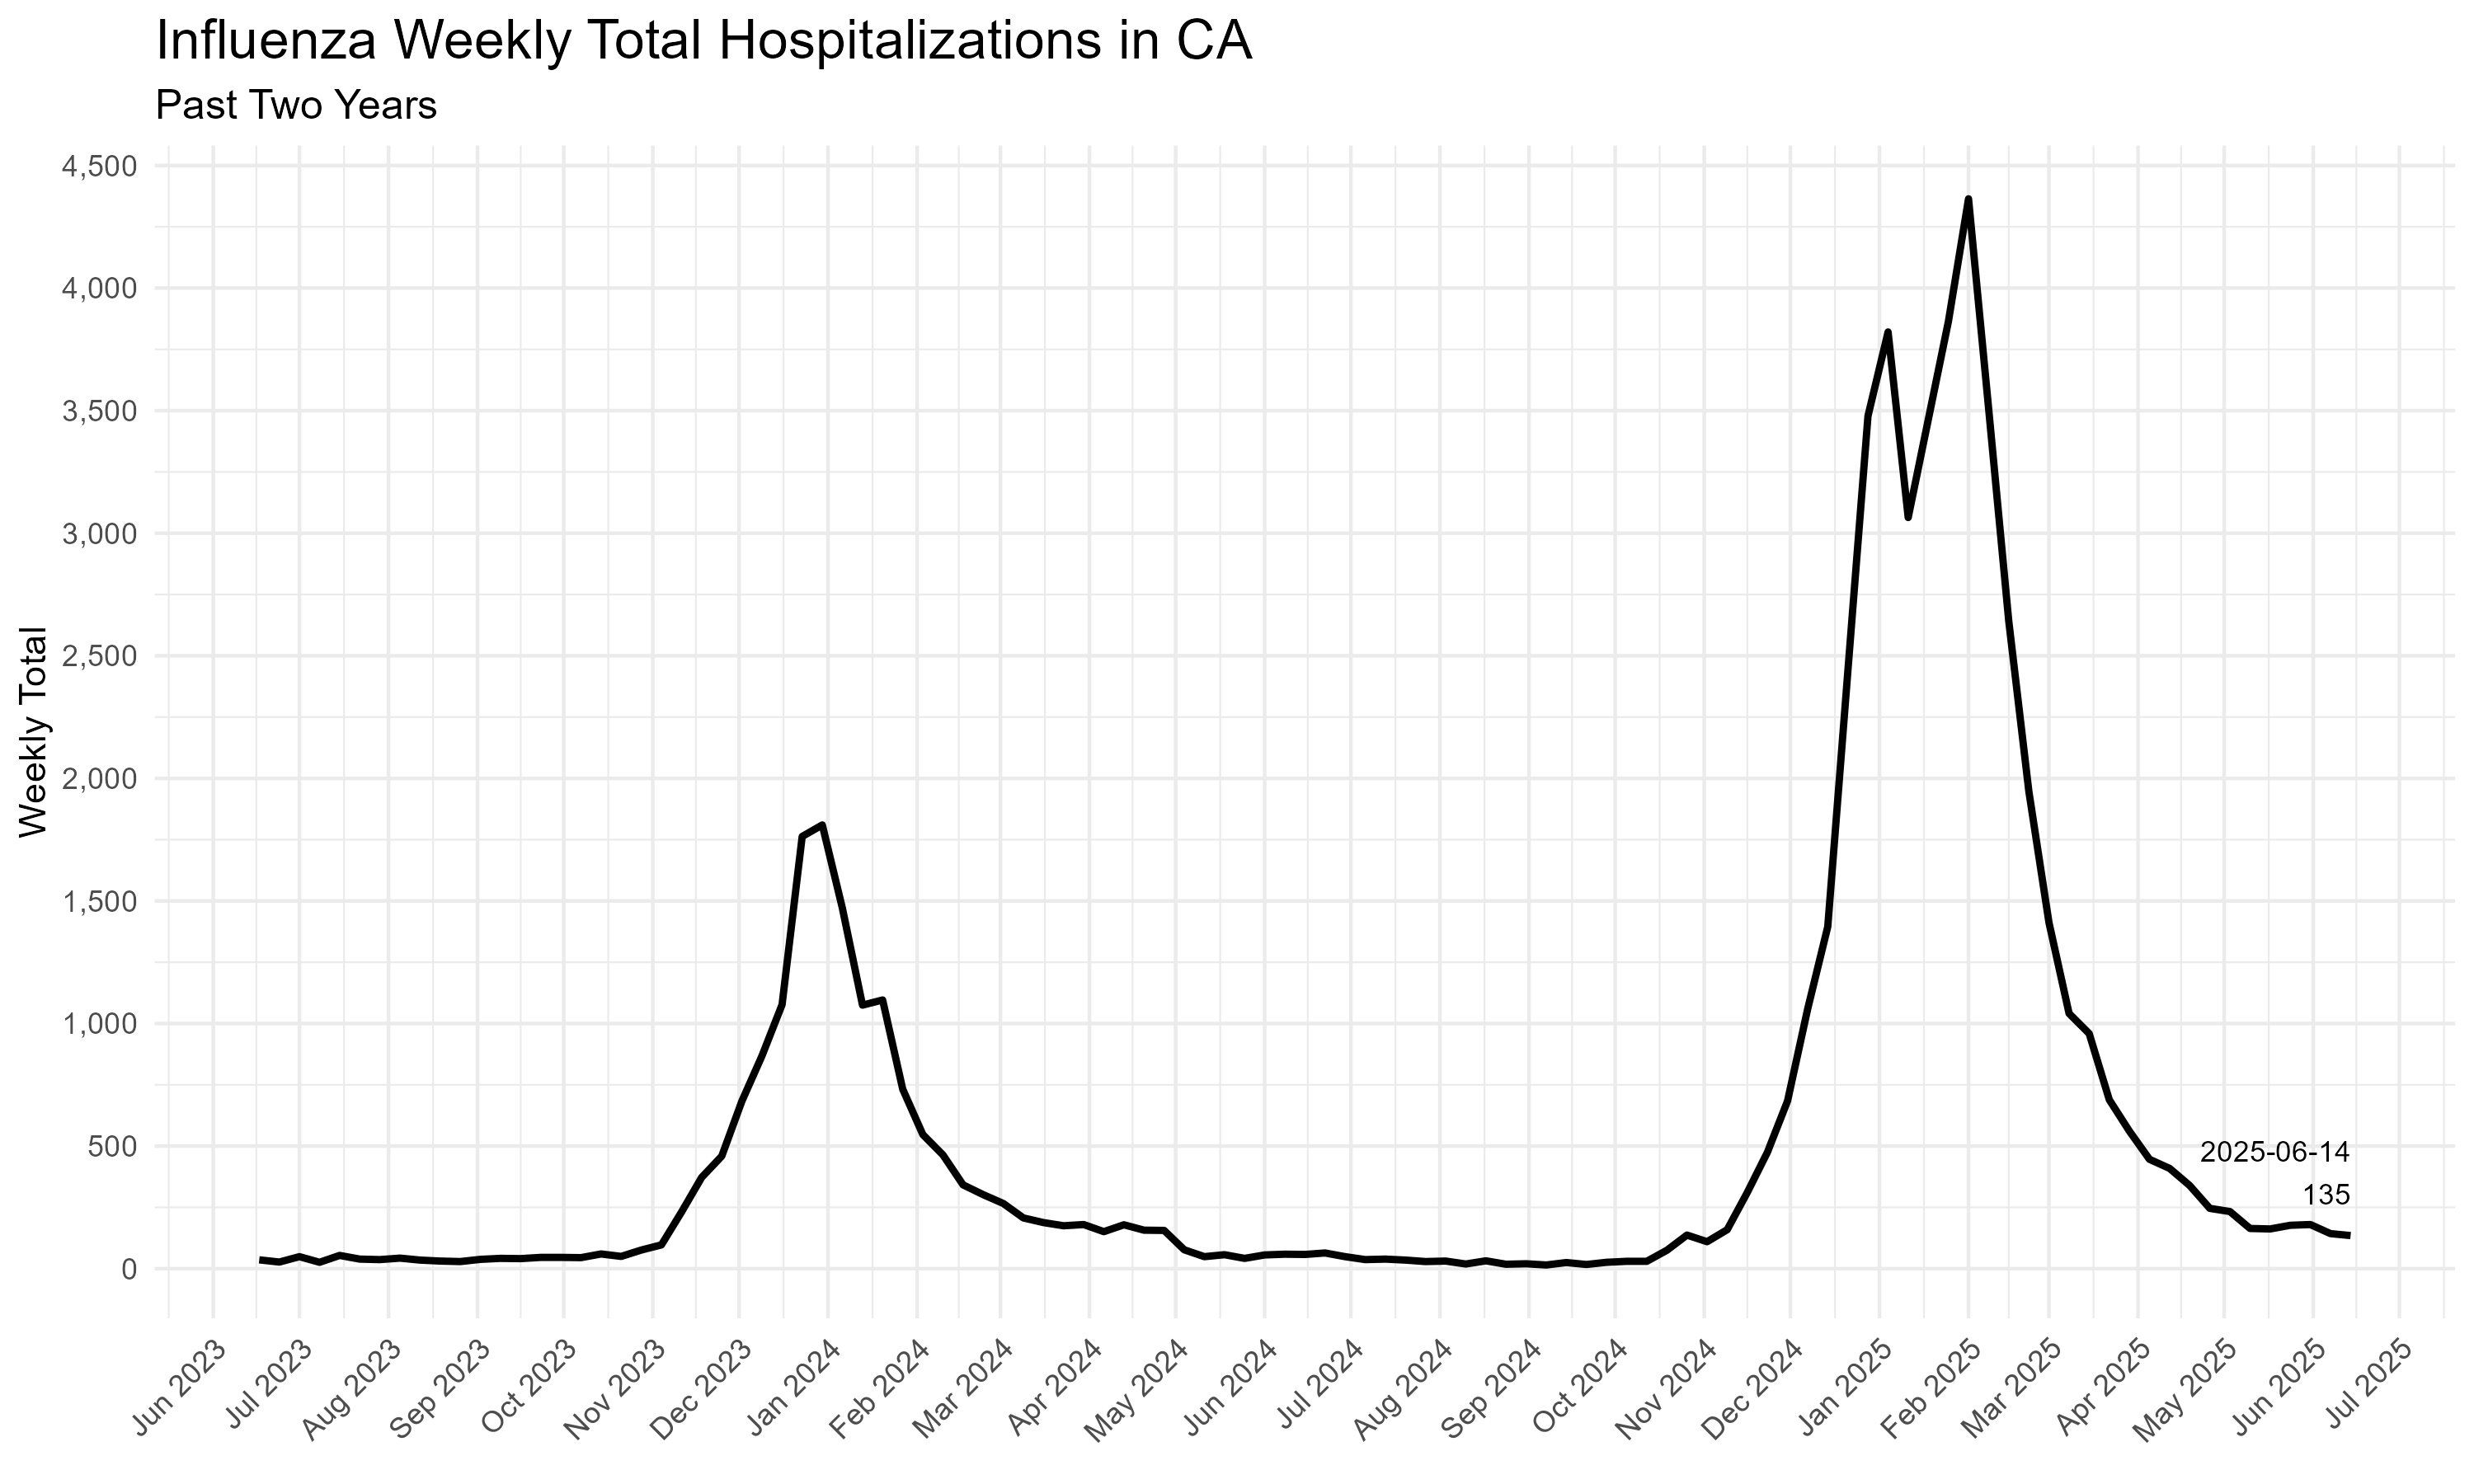 Influenza Weekly Total Hospitalizations in CA
Past Two Years
Weekly Total
4,500
4,000
3,500
3,000
2,500
2,000
1,500
1,000
500
0
2025-06-14
135
Jun 2023
Jul 2023
Aug 2023
Sep 2023
Oct 2023
Nov 2023
Dec 2023
Jan 2024
Feb 2024
Mar 2024
Apr 2024
May 2024
Jun 2024
Jul 2024
Aug 2024
Sep 2024
Oct 2024
Nov 2024
Dec 2024
Jan 2025
Feb 2025
Mar 2025
Apr 2025
May 2025
Jun 2025
Jul 2025